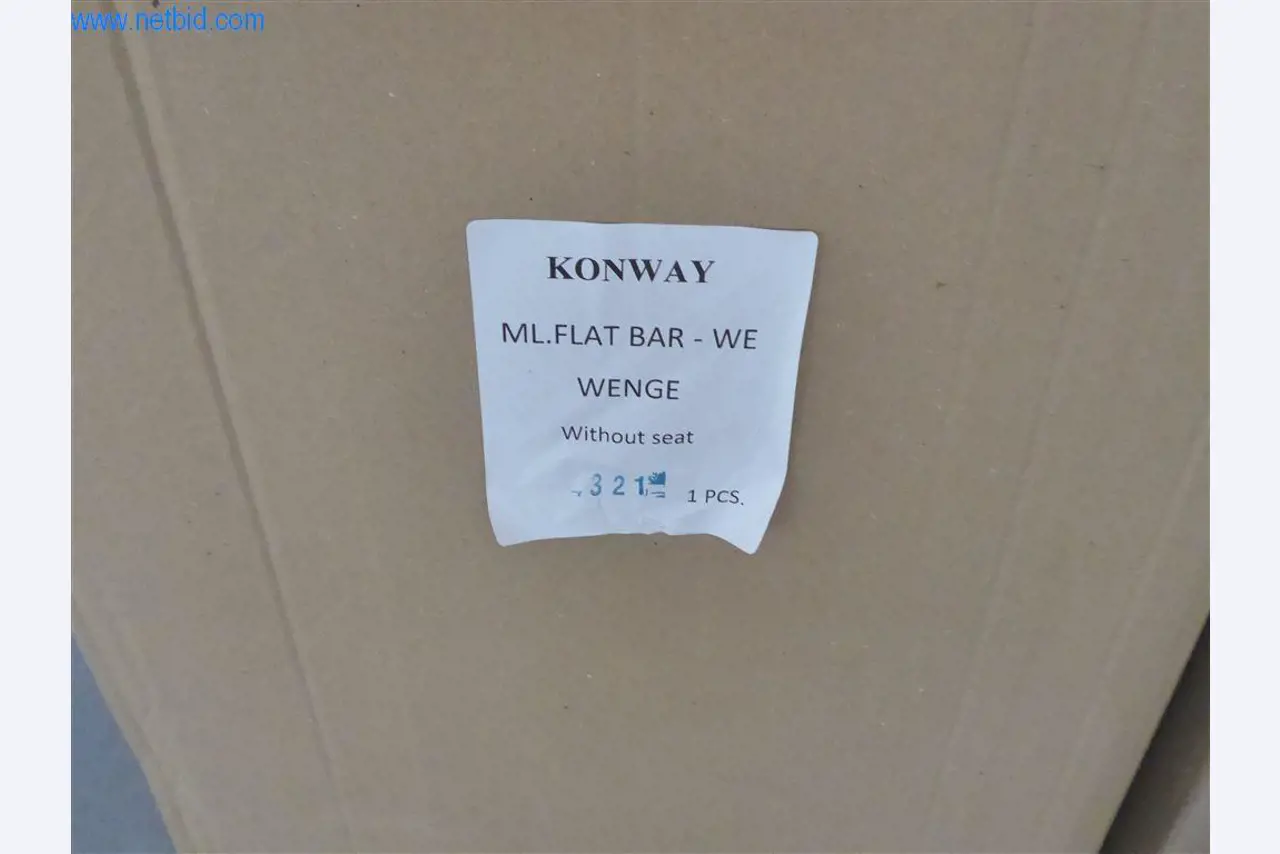 www.netbid.com
KONWAY
ML.FLAT BAR - WE
WENGE
Without seat
321
1 PCS.